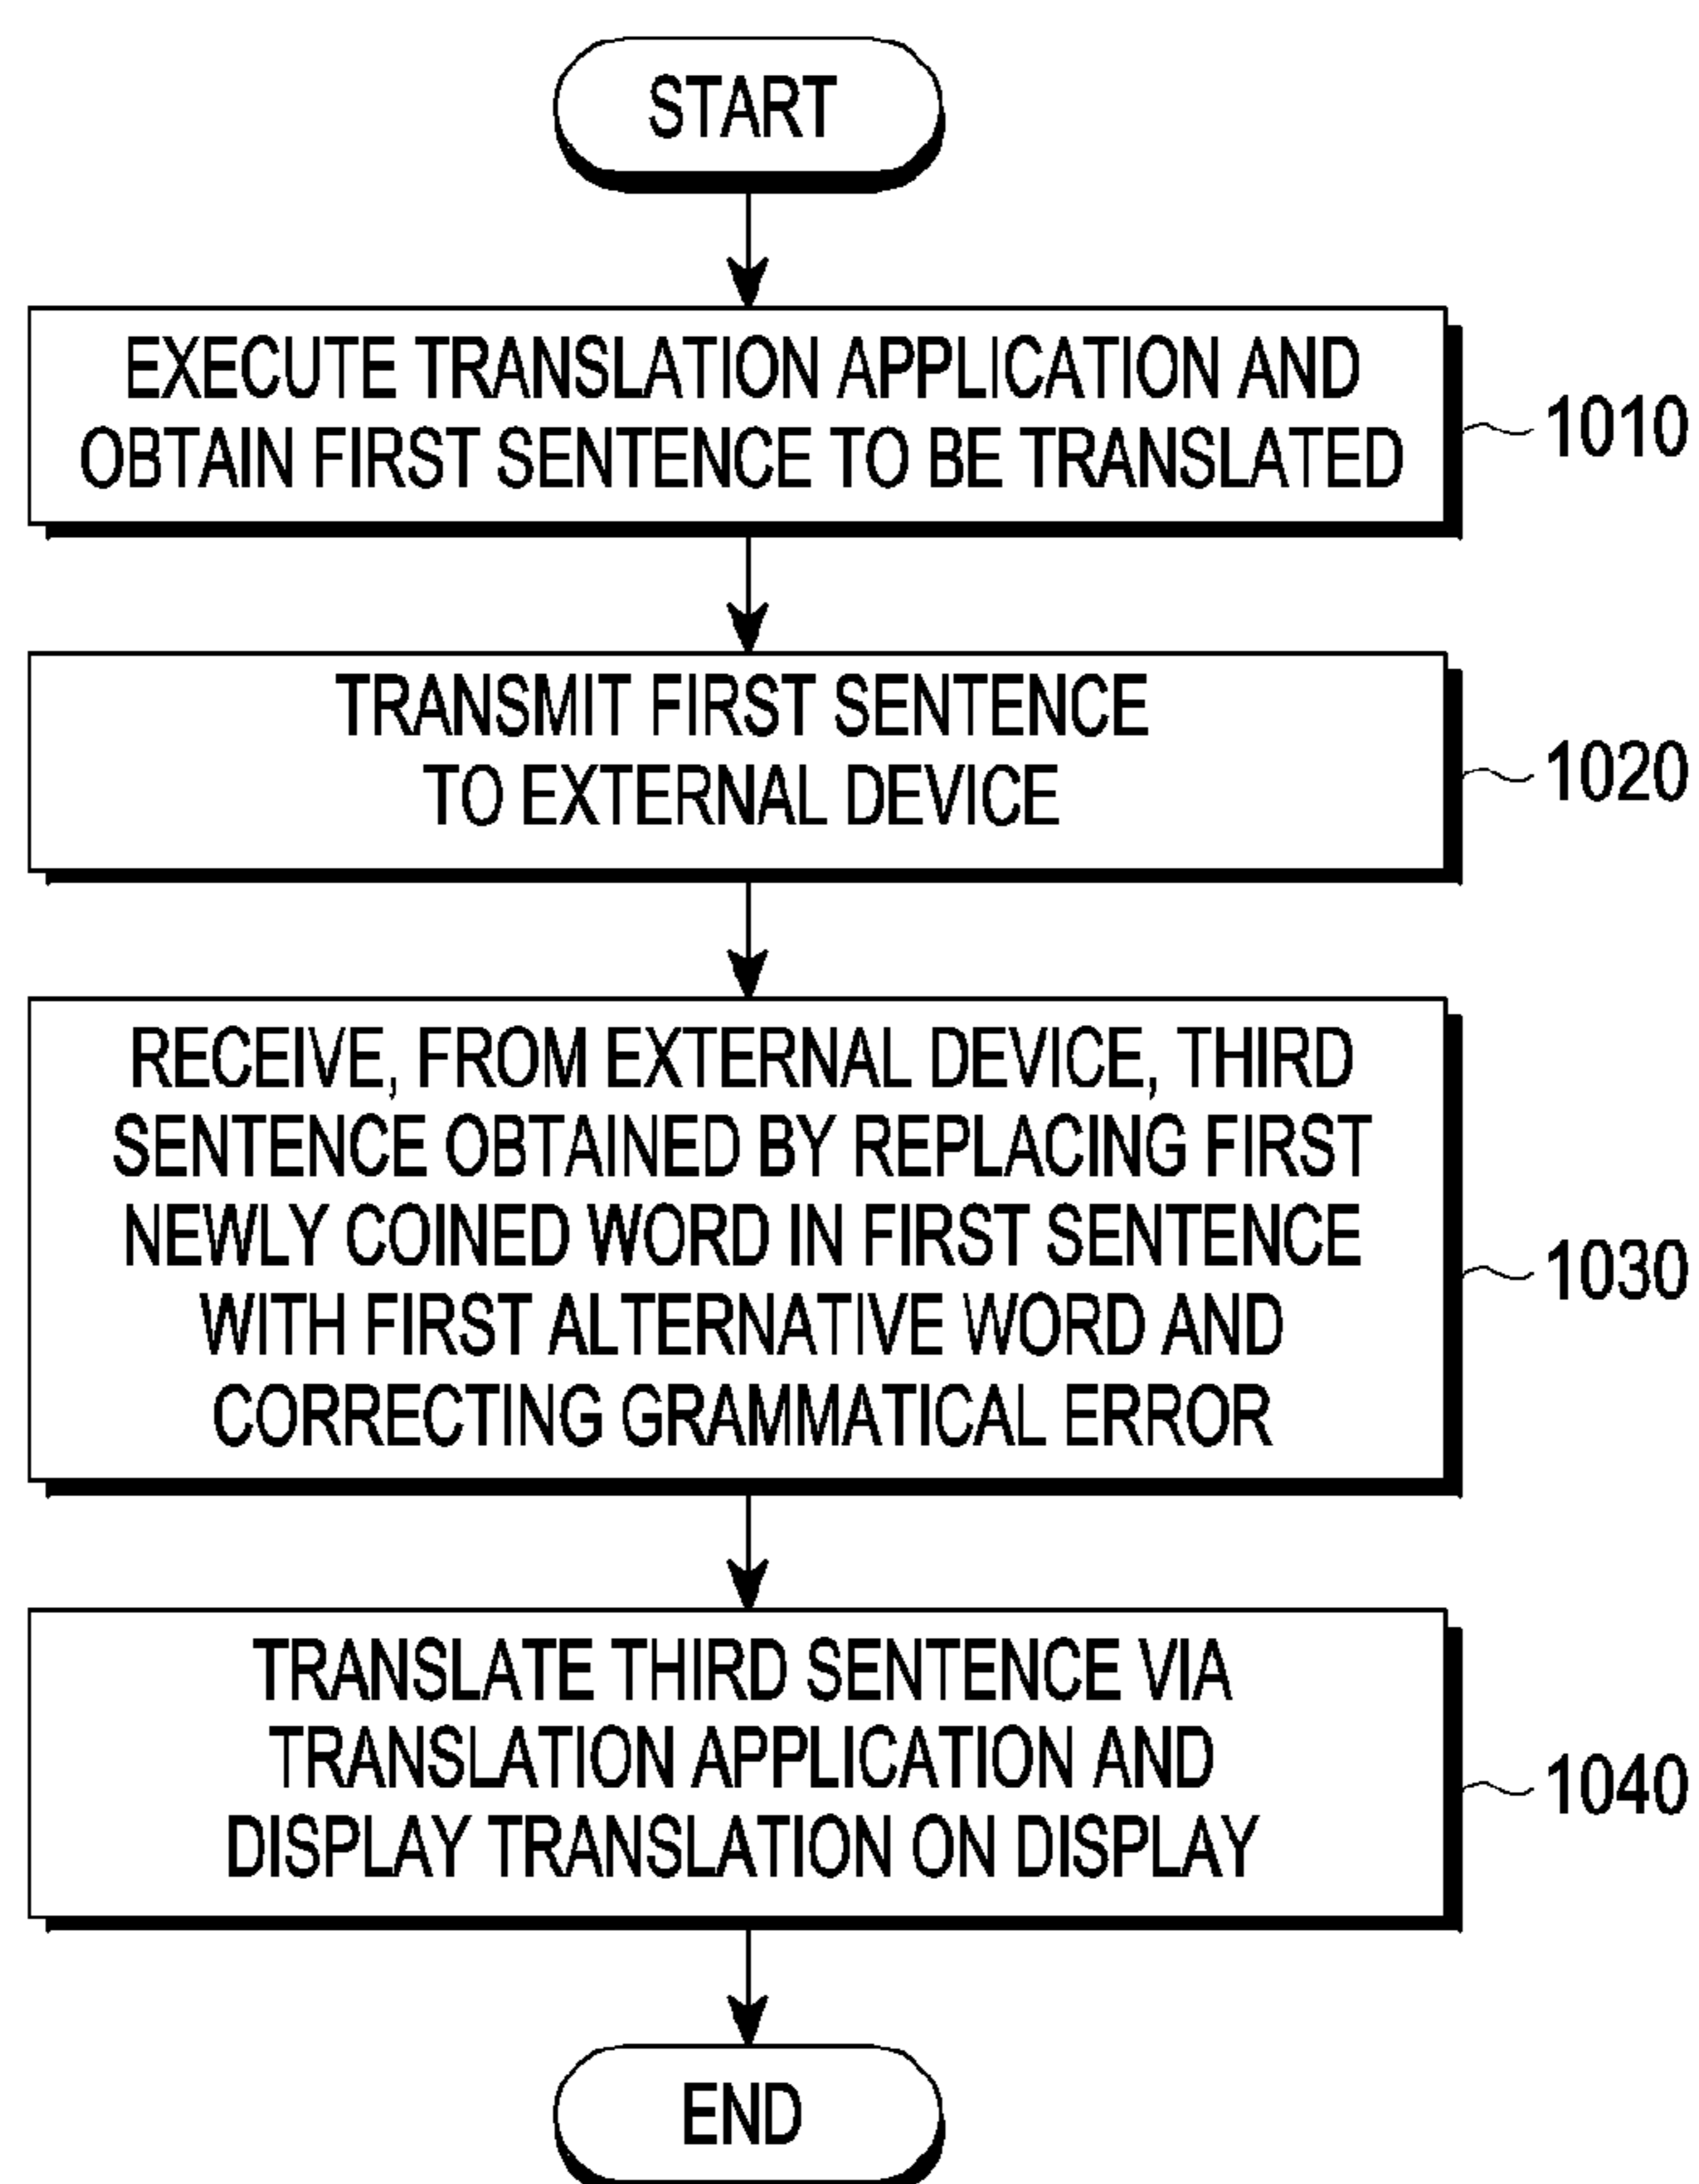 START
EXECUTE TRANSLATION APPLICATION AND
OBTAIN FIRST SENTENCE TO BE TRANSLATED
1010
TRANSMIT FIRST SENTENCE
TO EXTERNAL DEVICE
1020
RECEIVE, FROM EXTERNAL DEVICE, THIRD
SENTENCE OBTAINED BY REPLACING FIRST
NEWLY COINED WORD IN FIRST SENTENCE
WITH FIRST ALTERNATIVE WORD AND
CORRECTING GRAMMATICAL ERROR
1030
TRANSLATE THIRD SENTENCE VIA
TRANSLATION APPLICATION AND
DISPLAY TRANSLATION ON DISPLAY
1040
END